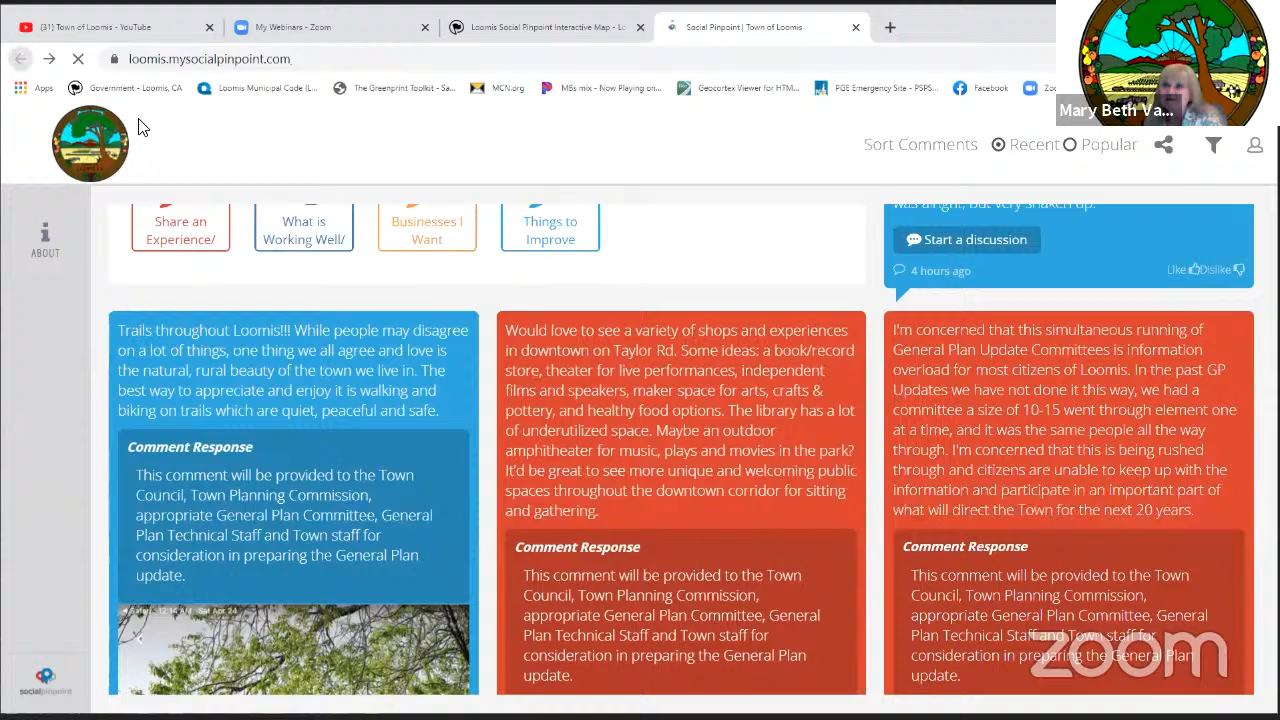 (31) Town of Loomis - YouTube
My Webinars - Zoom
Loomis Social Pinpoint Interactive Map - Lo
Social Pinpoint | Town of Loomis
loomis.mysocialpinpoint.com
Apps
Government - Loomis, CA
Loomis Municipal Code (L...
The Greenprint Toolkit
MCN.org
MBs mix - Now Playing on...
Geocortex Viewer for HTM...
PGE Emergency Site - PSPS...
Facebook
Mary Beth Va...
Sort Comments
Recent
Popular
ABOUT
Share an
Experience/
What is
Working Well/
Businesses I
Want
Things to
Improve
was alright, but very shaken up.
Start a discussion
4 hours ago
Like
Dislike
Trails throughout Loomis!!! While people may disagree
on a lot of things, one thing we all agree and love is
the natural, rural beauty of the town we live in. The
best way to appreciate and enjoy it is walking and
biking on trails which are quiet, peaceful and safe.
Comment Response
This comment will be provided to the Town
Council, Town Planning Commission,
appropriate General Plan Committee, General
Plan Technical Staff and Town staff for
consideration in preparing the General Plan
update.
12:14 AM Sat Apr 24
Would love to see a variety of shops and experiences
in downtown on Taylor Rd. Some ideas: a book/record
store, theater for live performances, independent
films and speakers, maker space for arts, crafts &
pottery, and healthy food options. The library has a lot
of underutilized space. Maybe an outdoor
amphitheater for music, plays and movies in the park?
It'd be great to see more unique and welcoming public
spaces throughout the downtown corridor for sitting
and gathering.
Comment Response
This comment will be provided to the Town
Council, Town Planning Commission,
appropriate General Plan Committee, General
Plan Technical Staff and Town staff for
consideration in preparing the General Plan
update.
I'm concerned that this simultaneous running of
General Plan Update Committees is information
overload for most citizens of Loomis. In the past GP
Updates we have not done it this way, we had a
committee a size of 10-15 went through element one
at a time, and it was the same people all the way
through. I'm concerned that this is being rushed
through and citizens are unable to keep up with the
information and participate in an important part of
what will direct the Town for the next 20 years.
Comment Response
This comment will be provided to the Town
Council, Town Planning Commission,
appropriate General Plan Committee, General
Plan Technical Staff and Town staff for
consideration in preparing the General Plan
update.
zoom
socialpinpoint